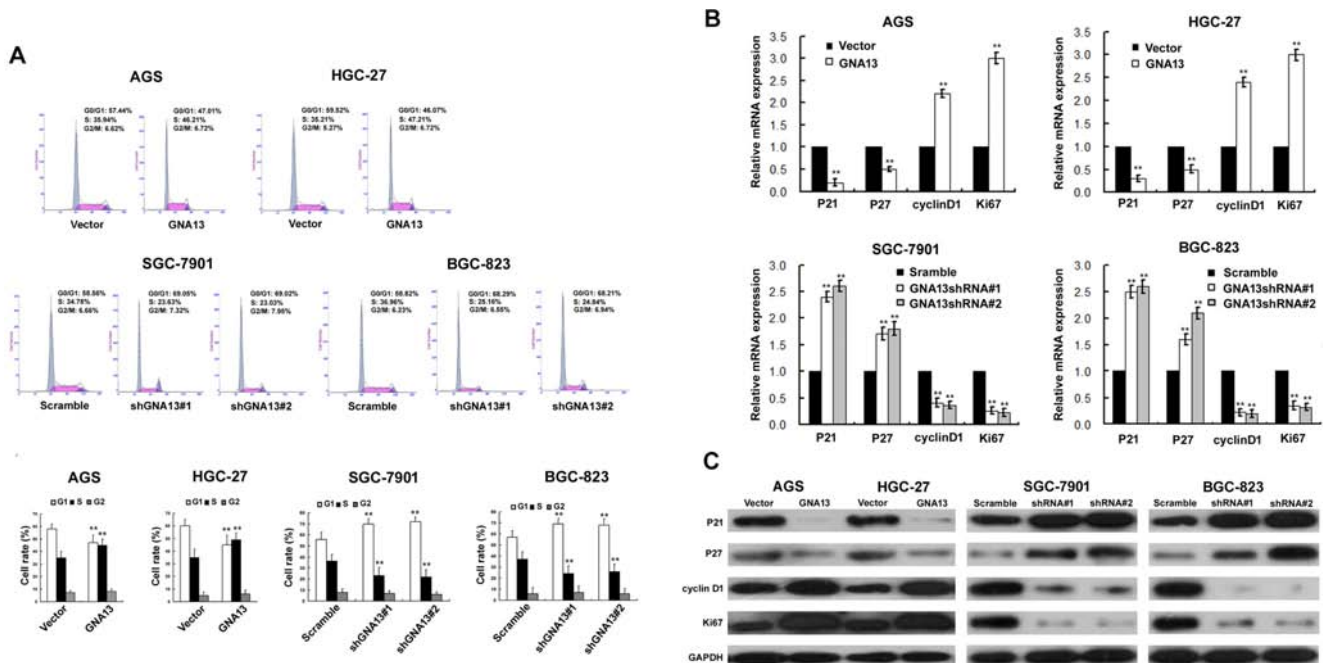 A
AGS
HGC-27
G0/G1: 57.44%
S: 35.94%
G2/M: 6.62%
G0/G1: 47.01%
S: 46.21%
G2/M: 6.72%
G0/G1: 59.52%
S: 35.21%
G2/M: 5.27%
G0/G1: 46.07%
S: 47.21%
G2/M: 6.72%
Vector
GNA13
Vector
GNA13
SGC-7901
BGC-823
G0/G1: 58.56%
S: 34.78%
G2/M: 6.66%
G0/G1: 69.05%
S: 23.63%
G2/M: 7.32%
G0/G1: 69.02%
S: 23.03%
G2/M: 7.95%
G0/G1: 56.82%
S: 36.96%
G2/M: 6.23%
G0/G1: 68.29%
S: 25.16%
G2/M: 6.55%
G0/G1: 68.21%
S: 24.84%
G2/M: 6.94%
Scramble
shGNA13#1
shGNA13#2
Scramble
shGNA13#1
shGNA13#2
AGS
HGC-27
SGC-7901
BGC-823
G1 S G2
G1 S G2
G1 S G2
G1 S G2
Cell rate (%)
Cell rate (%)
Cell rate (%)
Cell rate (%)
** **
** **
** **
** **
** **
** **
Vector
GNA13
Vector
GNA13
Scramble
shGNA13#1
shGNA13#2
Scramble
shGNA13#1
shGNA13#2
B
AGS
Relative mRNA expression
3.5
3.0
2.5
2.0
1.5
1.0
0.5
0.0
Vector
GNA13
** ** ** **
P21 P27 cyclinD1 Ki67
HGC-27
Relative mRNA expression
3.5
3.0
2.5
2.0
1.5
1.0
0.5
0.0
Vector
GNA13
** ** ** **
P21 P27 cyclinD1 Ki67
SGC-7901
Relative mRNA expression
3.0
2.5
2.0
1.5
1.0
0.5
0.0
Sramble
GNA13shRNA#1
GNA13shRNA#2
** ** ** ** ** ** ** **
P21 P27 cyclinD1 Ki67
BGC-823
Relative mRNA expression
3.0
2.5
2.0
1.5
1.0
0.5
0.0
Scramble
GNA13shRNA#1
GNA13shRNA#2
** ** ** ** ** ** ** **
P21 P27 cyclinD1 Ki67
C
AGS HGC-27 SGC-7901 BGC-823
Vector GNA13 Vector GNA13 Scramble shRNA#1 shRNA#2 Scramble shRNA#1 shRNA#2
P21
P27
cyclin D1
Ki67
GAPDH